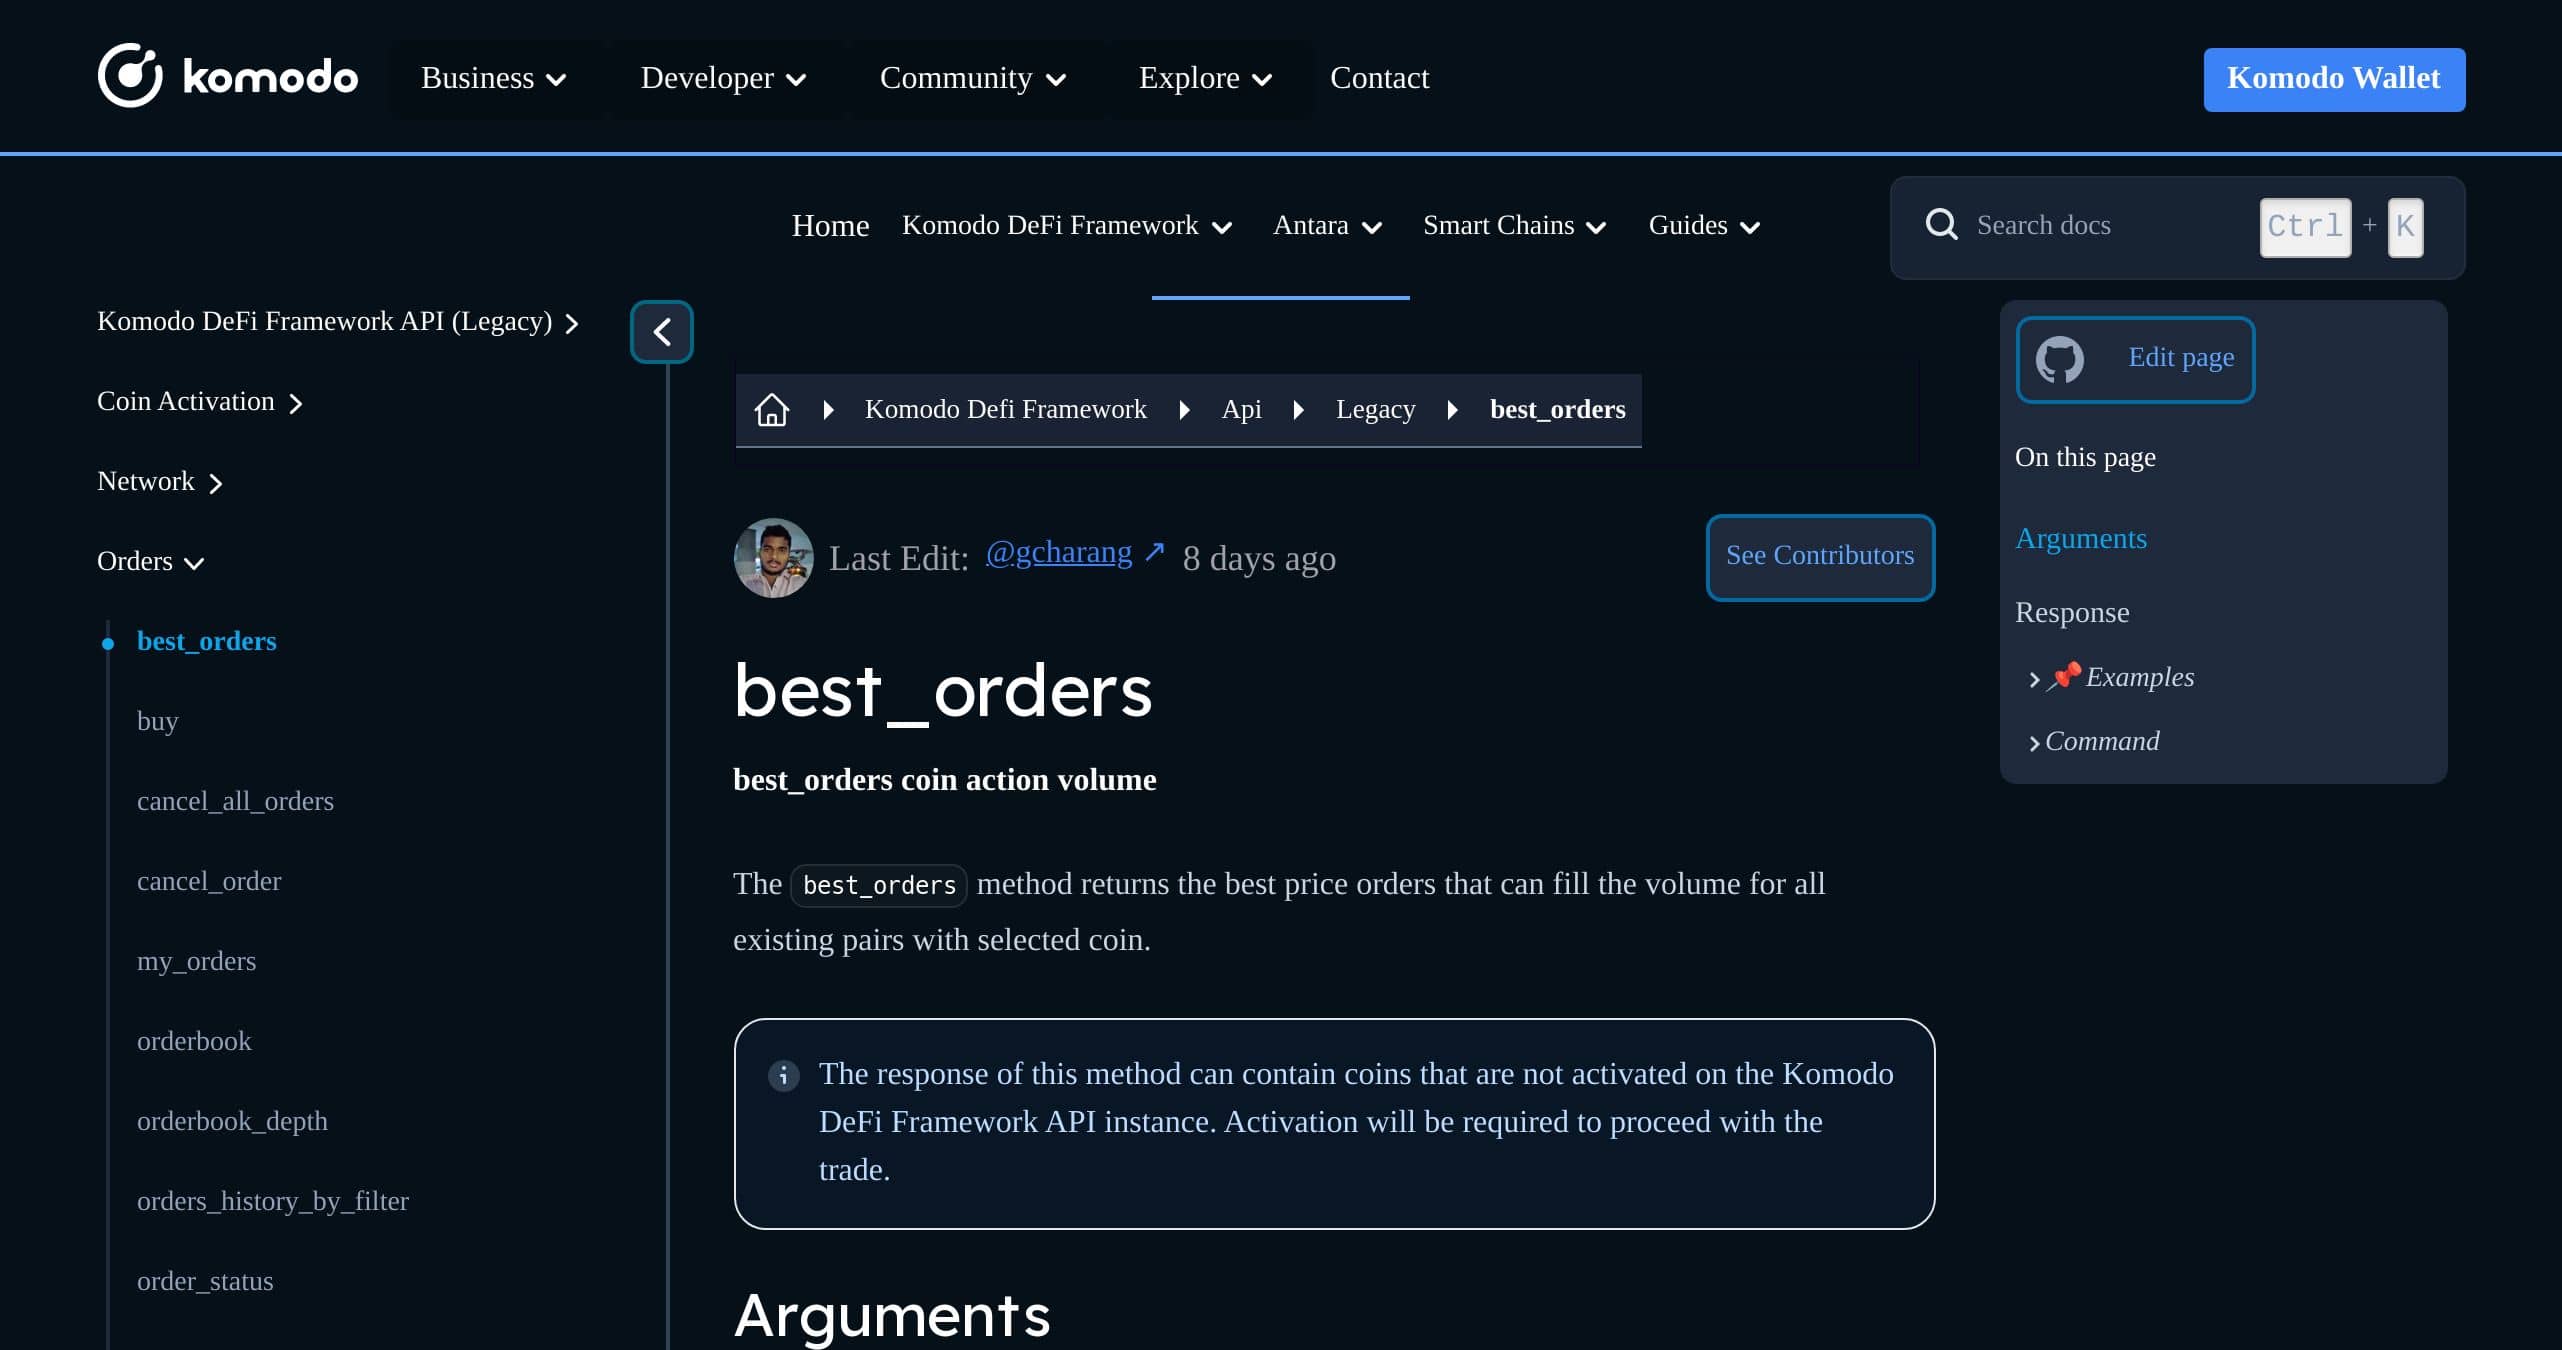 komodo Business Developer Community Explore Contact Komodo Wallet
Home Komodo DeFi Framework Antara Smart Chains Guides Search docs Ctrl + K
Komodo DeFi Framework API (Legacy)
Coin Activation
Network
Orders
best_orders
buy
cancel_all_orders
cancel_order
my_orders
orderbook
orderbook_depth
orders_history_by_filter
order_status
Komodo Defi Framework Api Legacy best_orders
Last Edit: @gcharang ↗ 8 days ago
See Contributors
best_orders
best_orders coin action volume
The best_orders method returns the best price orders that can fill the volume for all
existing pairs with selected coin.
The response of this method can contain coins that are not activated on the Komodo
DeFi Framework API instance. Activation will be required to proceed with the
trade.
Arguments
Edit page
On this page
Arguments
Response
📌 Examples
Command